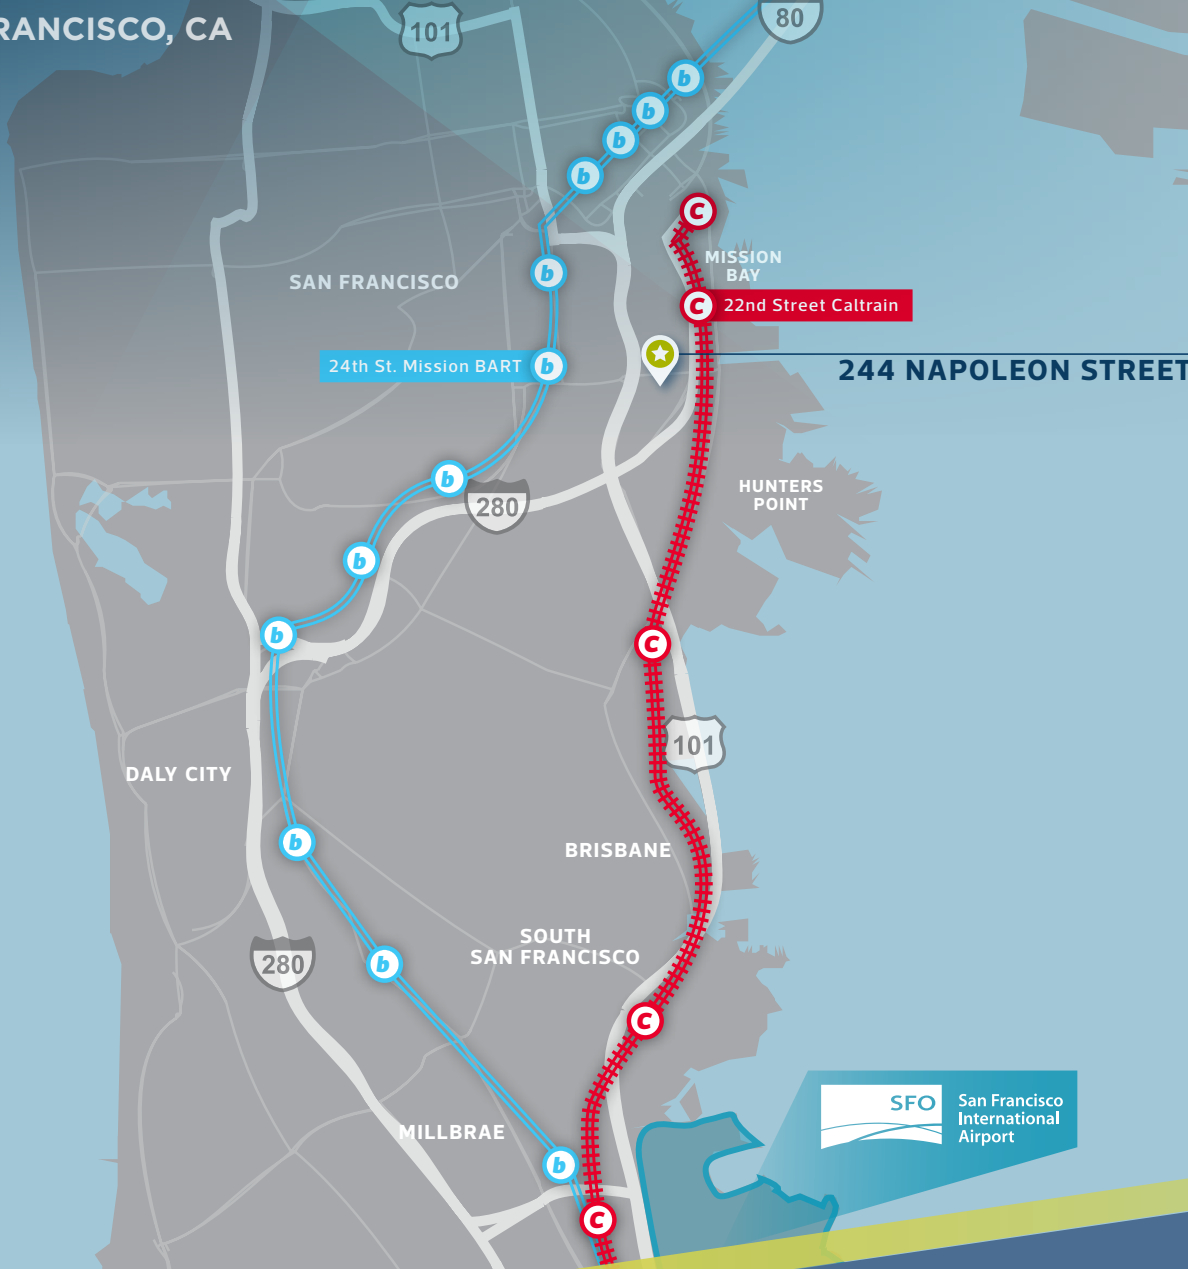 RANCISCO, CA
101
80
b
b
b
b
C
MISSION
BAY
SAN FRANCISCO
b
C 22nd Street Caltrain
24th St. Mission BART b
244 NAPOLEON STREET
b
280
HUNTERS
POINT
b
b
C
101
DALY CITY
b
BRISBANE
SOUTH
SAN FRANCISCO
280
b
C
SFO
San Francisco
International
Airport
MILLBRAE
b
C